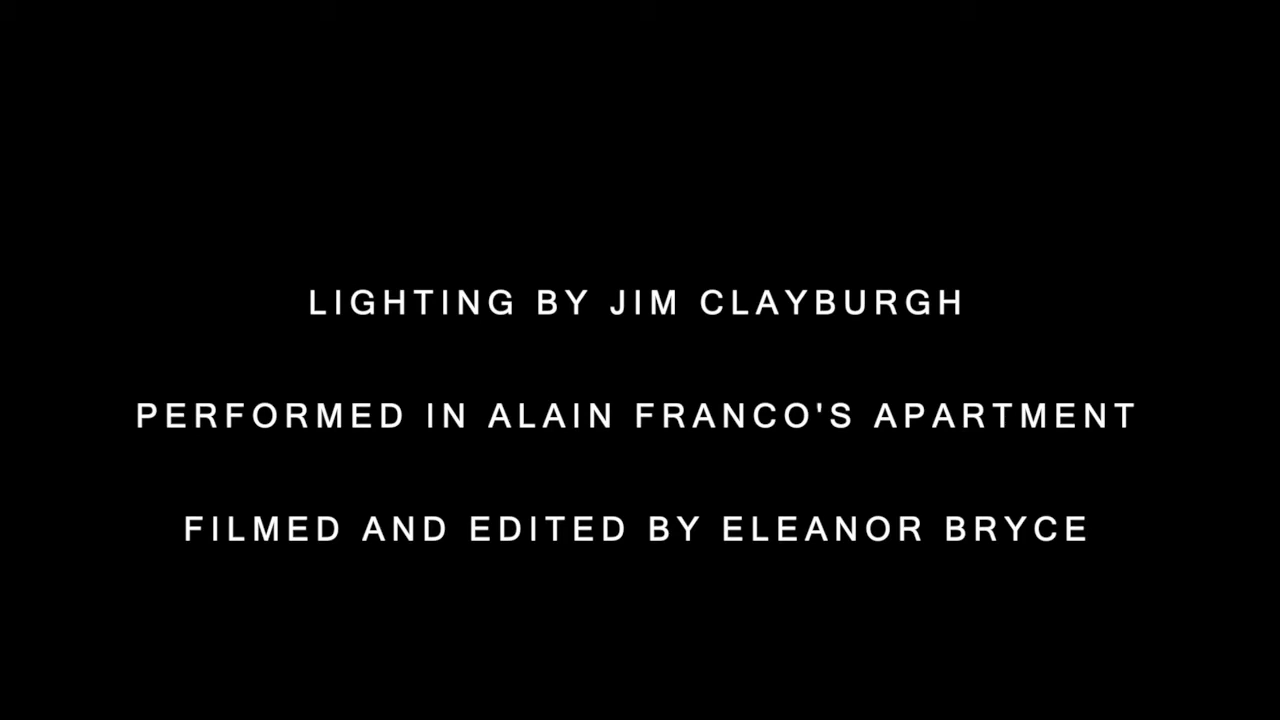 LIGHTING BY JIM CLAYBURGH
PERFORMED IN ALAIN FRANCO'S APARTMENT
FILMED AND EDITED BY ELEANOR BRYCE